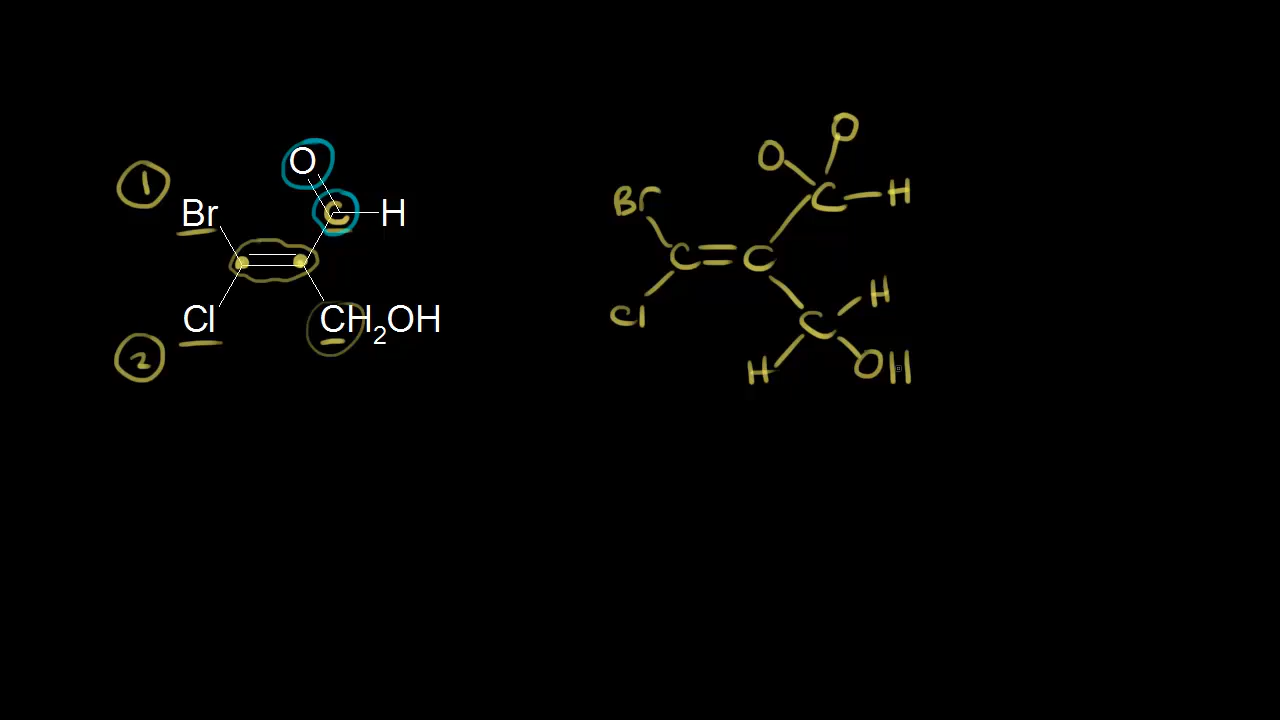 O
1
Br
C H
Cl CH₂OH
2
O
O
Br C H
C=C
Cl C H
H OH